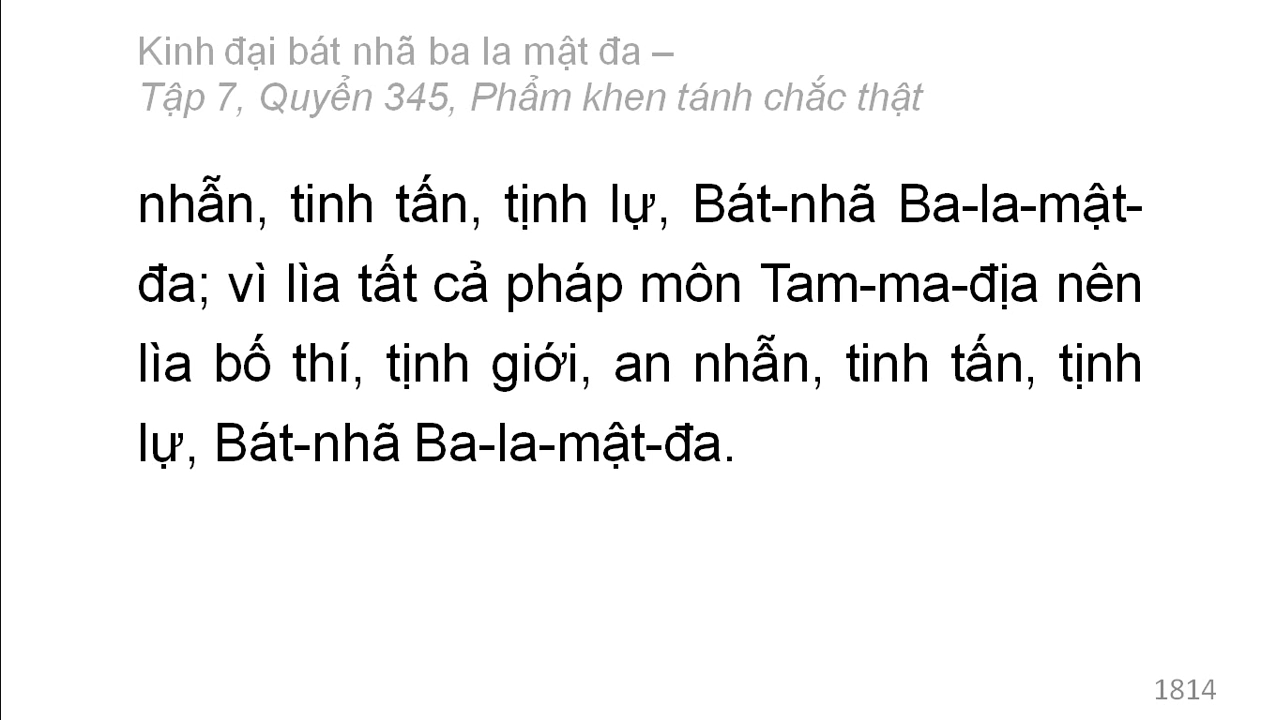 Kinh đại bát nhã ba la mật đa –
Tập 7, Quyển 345, Phẩm khen tánh chắc thật
nhẫn, tinh tấn, tịnh lự, Bát-nhã Ba-la-mật-
đa; vì lìa tất cả pháp môn Tam-ma-địa nên
lìa bố thí, tịnh giới, an nhẫn, tinh tấn, tịnh
lự, Bát-nhã Ba-la-mật-đa.
1814